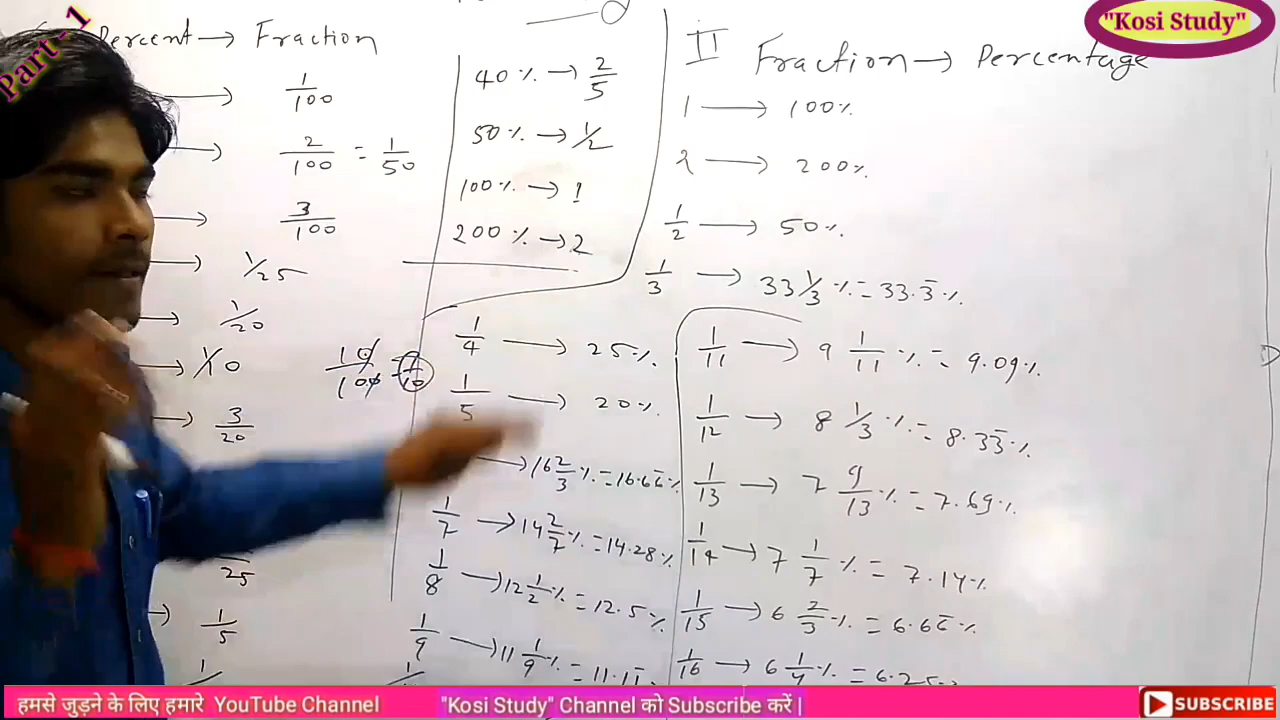 Part-1
"Kosi Study"
Percent → Fraction
→ 1/100
→ 2/100 = 1/50
→ 3/100
→ 1/25
→ 1/20
→ 1/10 10/100 = 1/10
→ 3/20
25
→ 1/5
40% → 2/5
50% → 1/2
100% → 1
200% → 2
II Fraction → Percentage
1 → 100%
2 → 200%
1/2 → 50%
1/3 → 33 1/3 % = 33.3̅%
1/4 → 25%
1/5 → 20%
→ 16 2/3 % = 16.66̅%
1/7 → 14 2/7 % = 14.28%
1/8 → 12 1/2 % = 12.5%
1/9 → 11 1/9 % = 11.11̅
1/11 → 9 1/11 % = 9.09%
1/12 → 8 1/3 % = 8.33̅%
1/13 → 7 9/13 % = 7.69%
1/14 → 7 1/7 % = 7.14%
1/15 → 6 2/3 % = 6.66̅%
1/16 → 6 1/4 % = 6.25
हमसे जुड़ने के लिए हमारे YouTube Channel "Kosi Study" Channel को Subscribe करें |
SUBSCRIBE